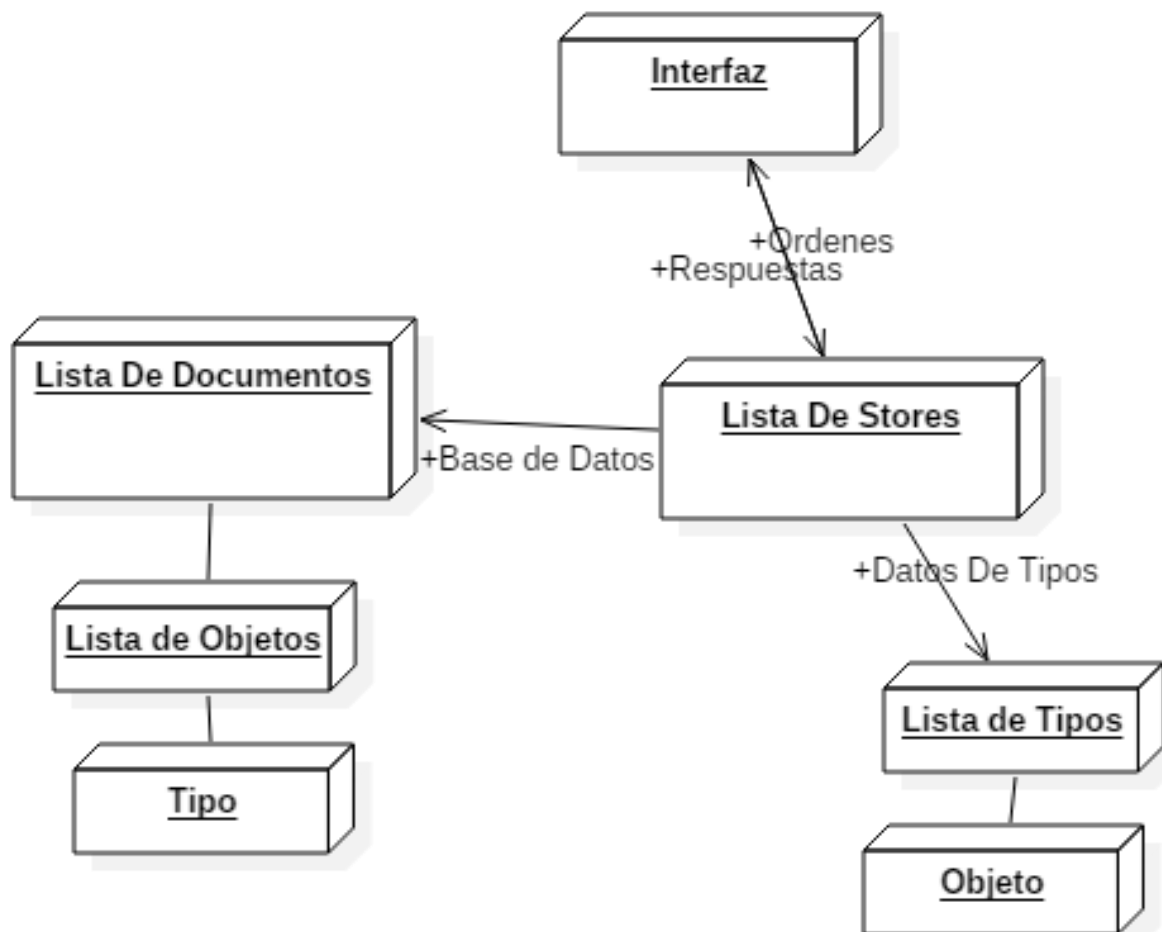 Interfaz
+Ordenes
+Respuestas
Lista De Documentos
Lista De Stores
+Base de Datos
+Datos De Tipos
Lista de Objetos
Lista de Tipos
Tipo
Objeto